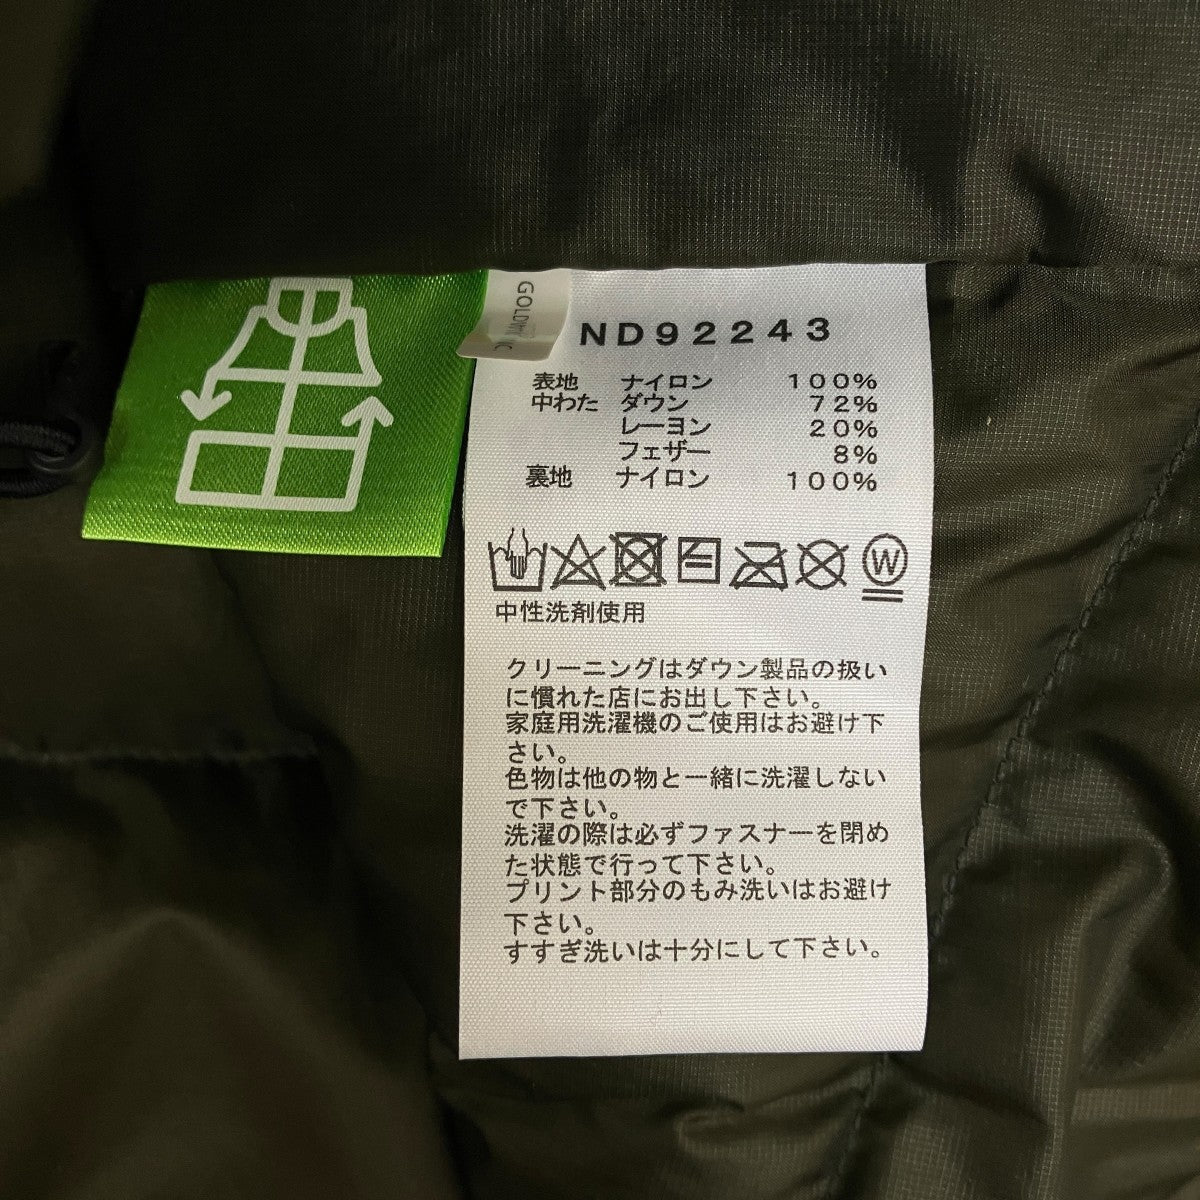 GOLDWIN INC
ND92243
表地 ナイロン 100%
中わた ダウン 72%
レーヨン 20%
フェザー 8%
裏地 ナイロン 100%
W
中性洗剤使用
クリーニングはダウン製品の扱い
に慣れた店にお出し下さい。
家庭用洗濯機のご使用はお避け下
さい。
色物は他の物と一緒に洗濯しない
で下さい。
洗濯の際は必ずファスナーを閉め
た状態で行って下さい。
プリント部分のもみ洗いはお避け
下さい。
すすぎ洗いは十分にして下さい。